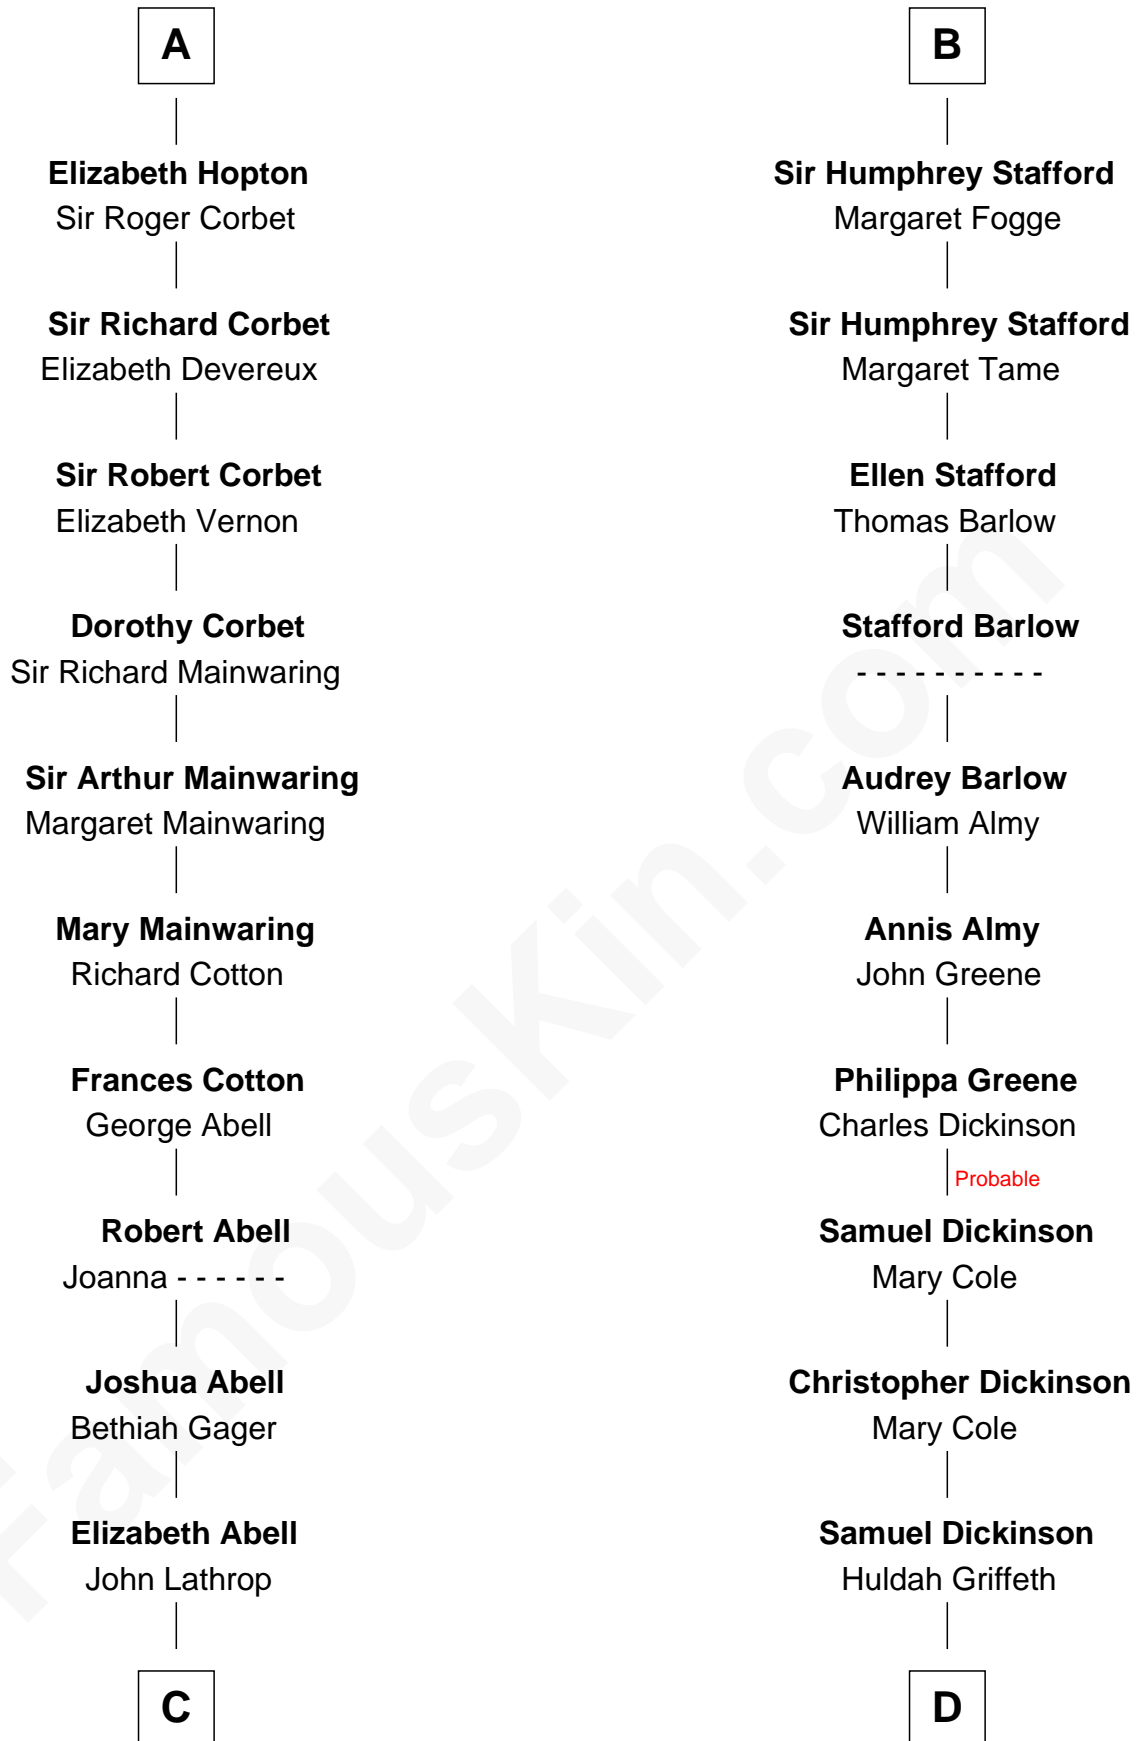 A
Elizabeth Hopton
Sir Roger Corbet
Sir Richard Corbet
Elizabeth Devereux
Sir Robert Corbet
Elizabeth Vernon
Dorothy Corbet
Sir Richard Mainwaring
Sir Arthur Mainwaring
Margaret Mainwaring
Mary Mainwaring
Richard Cotton
Frances Cotton
George Abell
Robert Abell
Joanna - - - - - -
Joshua Abell
Bethiah Gager
Elizabeth Abell
John Lathrop
C
B
Sir Humphrey Stafford
Margaret Fogge
Sir Humphrey Stafford
Margaret Tame
Ellen Stafford
Thomas Barlow
Stafford Barlow
- - - - - - - - - -
Audrey Barlow
William Almy
Annis Almy
John Greene
Philippa Greene
Charles Dickinson
Probable
Samuel Dickinson
Mary Cole
Christopher Dickinson
Mary Cole
Samuel Dickinson
Huldah Griffeth
D
FamousKin.com